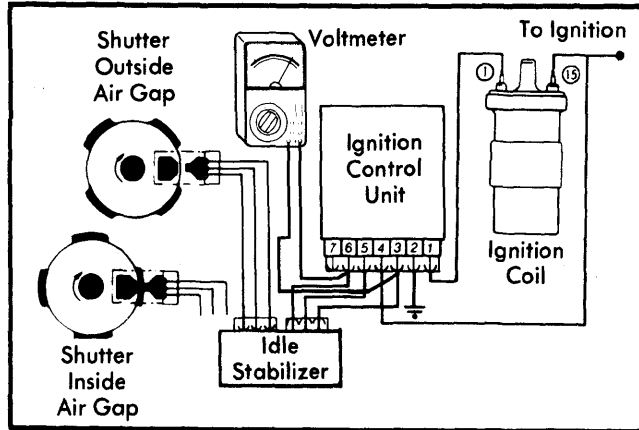 Shutter
Outside
Air Gap
Voltmeter
To Ignition
1
15
Ignition
Control
Unit
7 6 5 4 3 2 1
Ignition
Coil
Idle
Stabilizer
Shutter
Inside
Air Gap